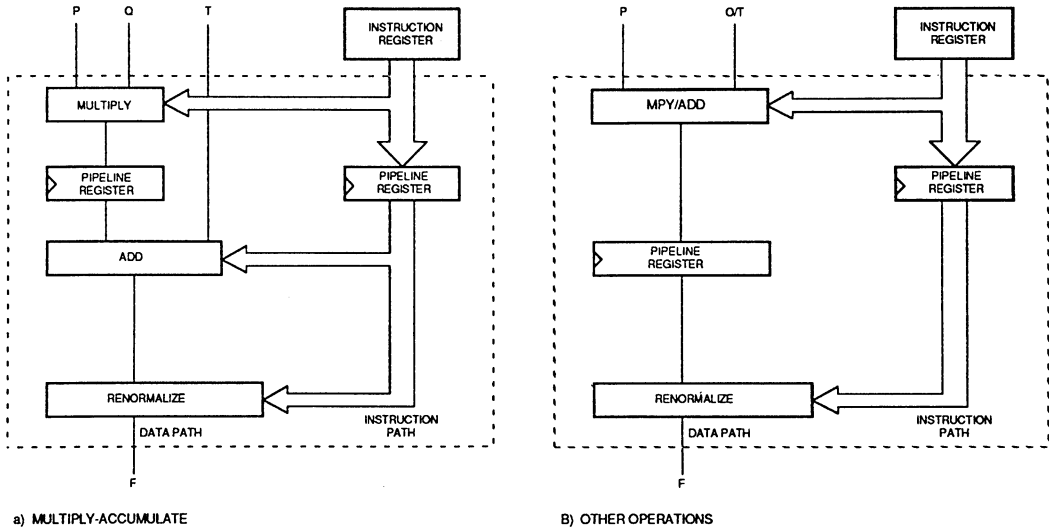 P Q T
INSTRUCTION
REGISTER
MULTIPLY
PIPELINE
REGISTER
PIPELINE
REGISTER
ADD
RENORMALIZE
DATA PATH
INSTRUCTION
PATH
F
a) MULTIPLY-ACCUMULATE
P O/T
INSTRUCTION
REGISTER
MPY/ADD
PIPELINE
REGISTER
PIPELINE
REGISTER
RENORMALIZE
DATA PATH
INSTRUCTION
PATH
F
B) OTHER OPERATIONS